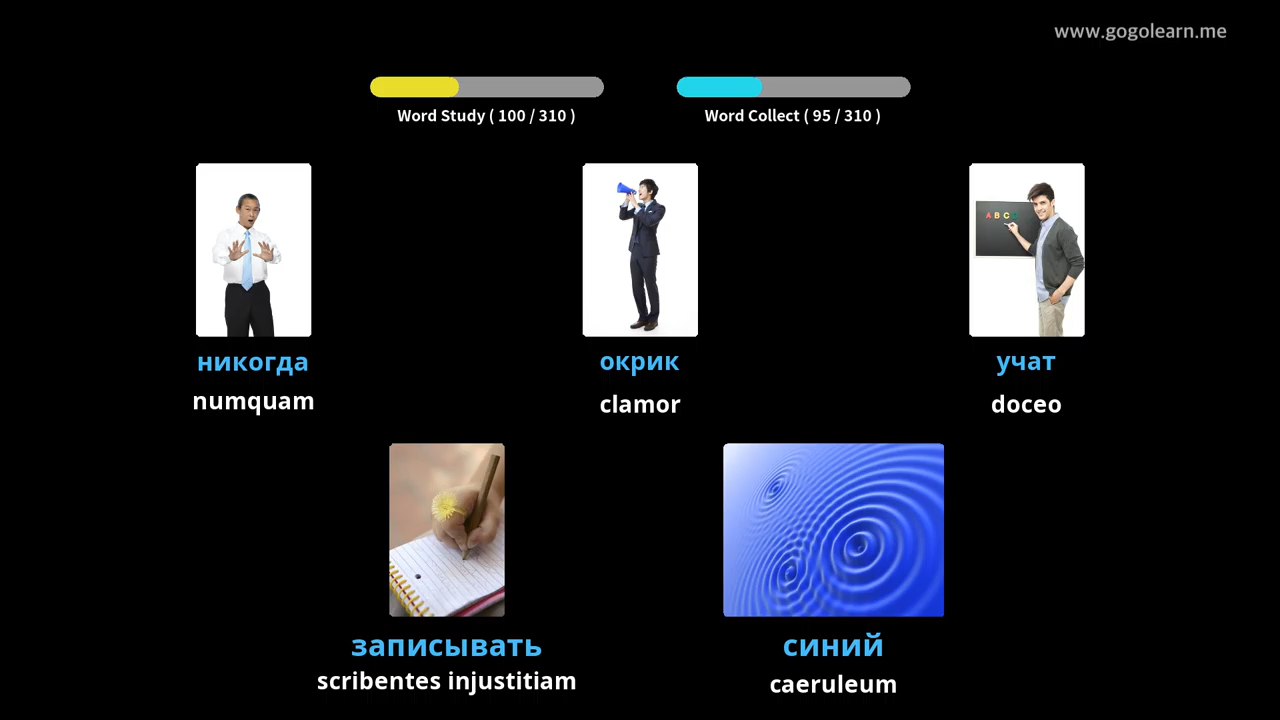 www.gogolearn.me
Word Study ( 100 / 310 )
Word Collect ( 95 / 310 )
A B C D
никогда
numquam
окрик
clamor
учат
doceo
записывать
scribentes injustitiam
синий
caeruleum